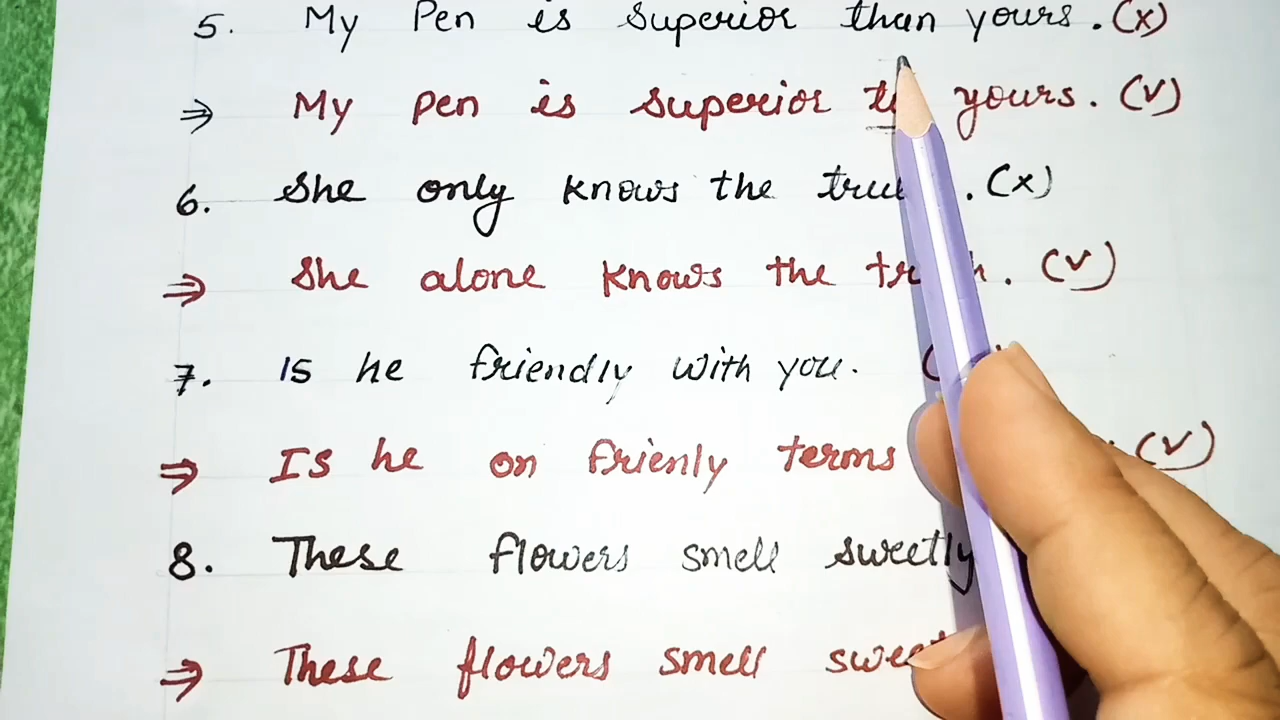 5. My Pen is superior than yours. (x)
⇒ My Pen is superior yours. (v)
6. She only knows the . (x)
⇒ She alone knows the . (v)
7. Is he friendly with you.
⇒ Is he on frienly terms (v)
8. These flowers smell sweetly
⇒ These flowers smell